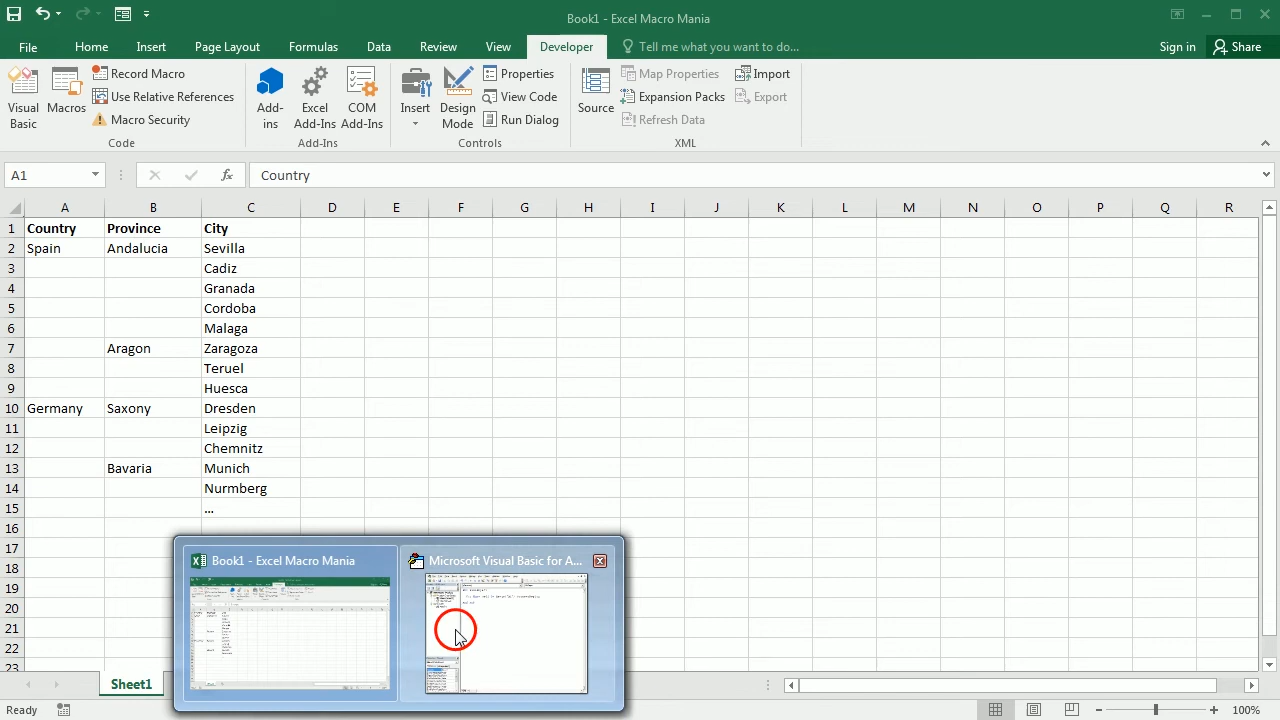 Book1 - Excel Macro Mania
File Home Insert Page Layout Formulas Data Review View Developer Tell me what you want to do... Sign in Share
Visual Basic
Macros
Record Macro
Use Relative References
Macro Security
Code
Add-ins
Excel Add-Ins
COM Add-Ins
Add-Ins
Insert
Design Mode
Properties
View Code
Run Dialog
Controls
Source
Map Properties
Expansion Packs
Refresh Data
Import
Export
XML
A1 fx Country
A B C D E F G H I J K L M N O P Q R
1 Country Province City
2 Spain Andalucia Sevilla
3 Cadiz
4 Granada
5 Cordoba
6 Malaga
7 Aragon Zaragoza
8 Teruel
9 Huesca
10 Germany Saxony Dresden
11 Leipzig
12 Chemnitz
13 Bavaria Munich
14 Nurmberg
15 ...
16
17
18
19
20
21
22
23
Book1 - Excel Macro Mania
Microsoft Visual Basic for A...
Sheet1
Ready 100%